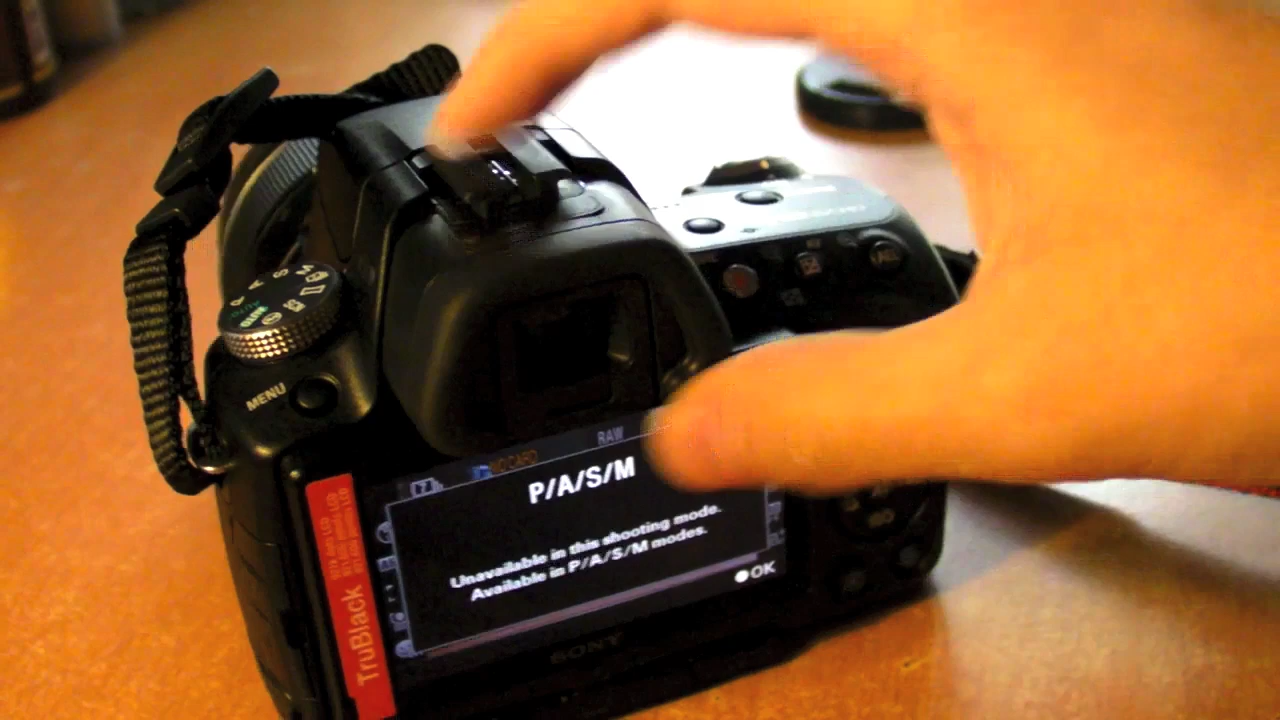 P A S M
AUTO
MENU
RAW
NO CARD
P/A/S/M
Unavailable in this shooting mode.
Available in P/A/S/M modes.
OK
TruBlack
SONY